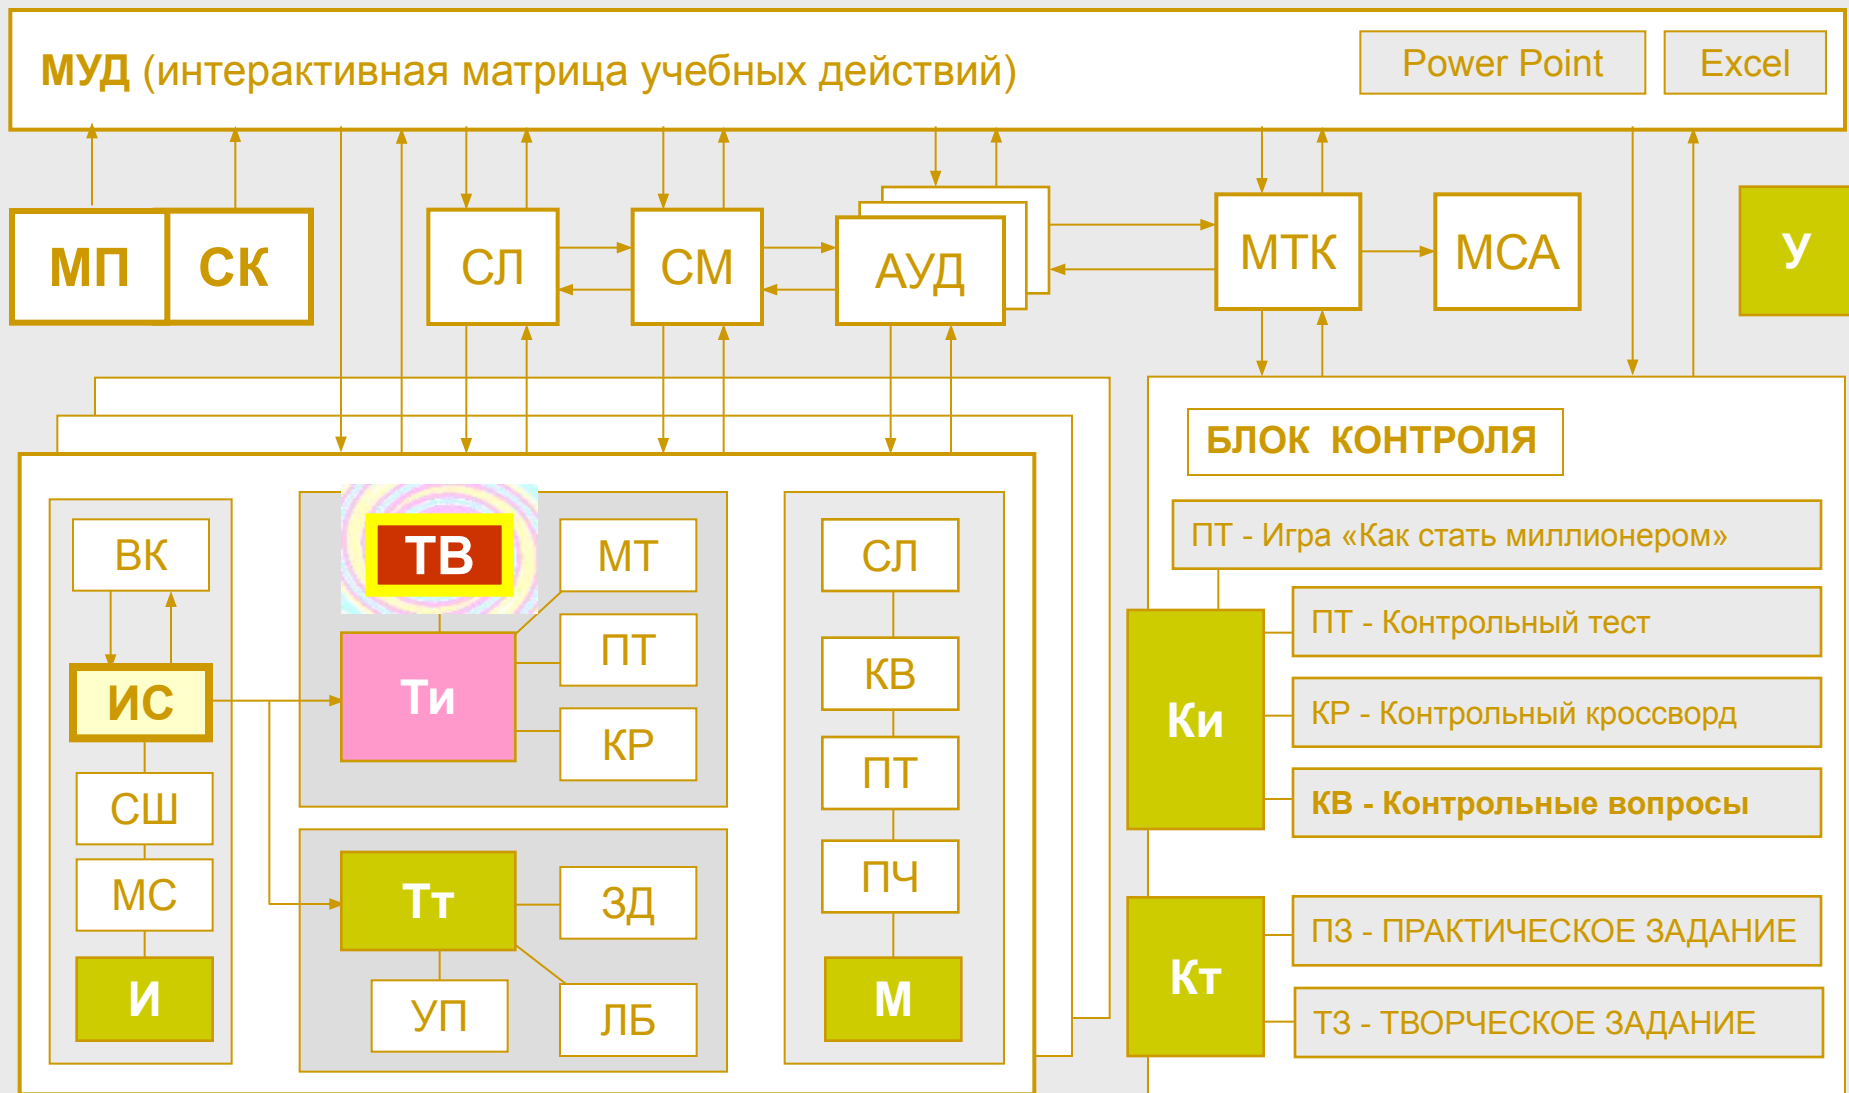 МУД (интерактивная матрица учебных действий)
Power Point
Excel
МП
СК
СЛ
СМ
АУД
МТК
МСА
У
БЛОК КОНТРОЛЯ
ВК
ИС
СШ
МС
И
ТВ
Ти
МТ
ПТ
КР
Тт
ЗД
УП
ЛБ
СЛ
КВ
ПТ
ПЧ
М
ПТ - Игра «Как стать миллионером»
Ки
ПТ - Контрольный тест
КР - Контрольный кроссворд
КВ - Контрольные вопросы
Кт
ПЗ - ПРАКТИЧЕСКОЕ ЗАДАНИЕ
ТЗ - ТВОРЧЕСКОЕ ЗАДАНИЕ